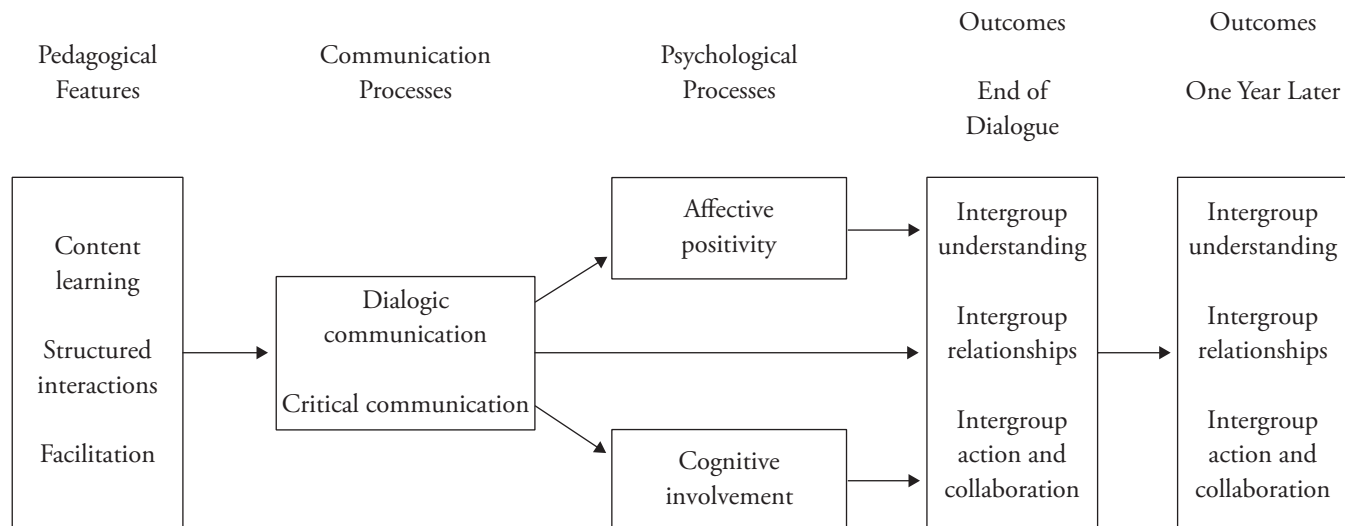 Pedagogical
Features
Communication
Processes
Psychological
Processes
Outcomes
End of
Dialogue
Outcomes
One Year Later
Content
learning
Structured
interactions
Facilitation
Dialogic
communication
Critical communication
Affective
positivity
Cognitive
involvement
Intergroup
understanding
Intergroup
relationships
Intergroup
action and
collaboration
Intergroup
understanding
Intergroup
relationships
Intergroup
action and
collaboration